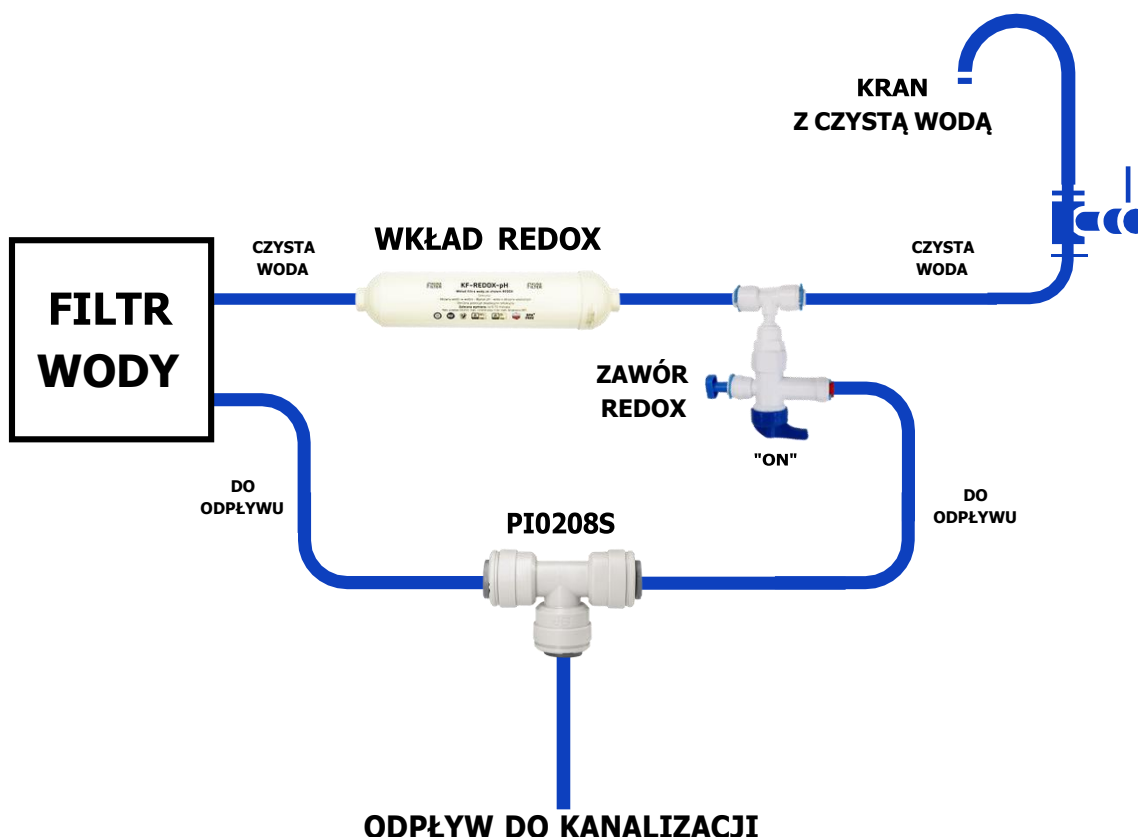 KRAN
Z CZYSTĄ WODĄ
WKŁAD REDOX
CZYSTA
WODA
CZYSTA
WODA
FILTR
WODY
KF-REDOX-pH
ZAWÓR
REDOX
"ON"
DO
ODPŁYWU
DO
ODPŁYWU
PI0208S
ODPŁYW DO KANALIZACJI